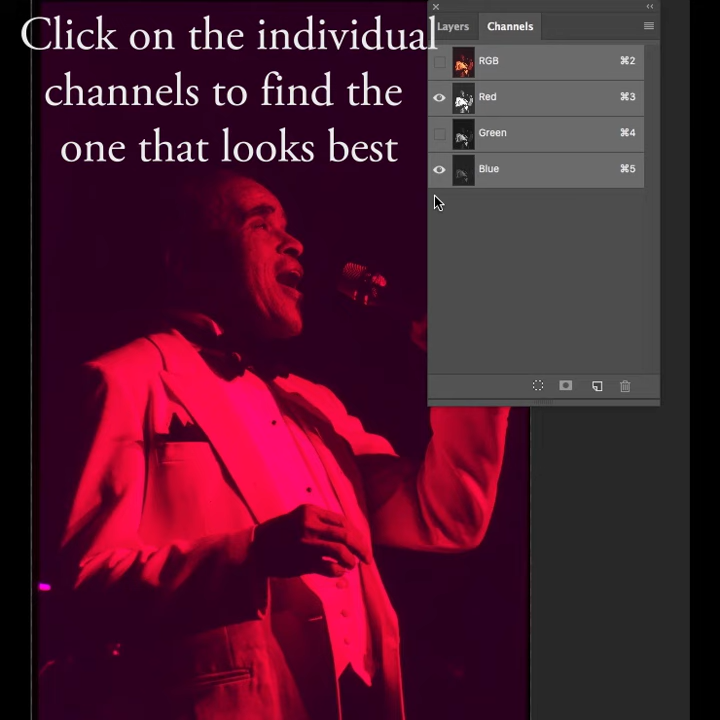 Click on the individual
channels to find the
one that looks best
Layers Channels
RGB ⌘2
Red ⌘3
Green ⌘4
Blue ⌘5